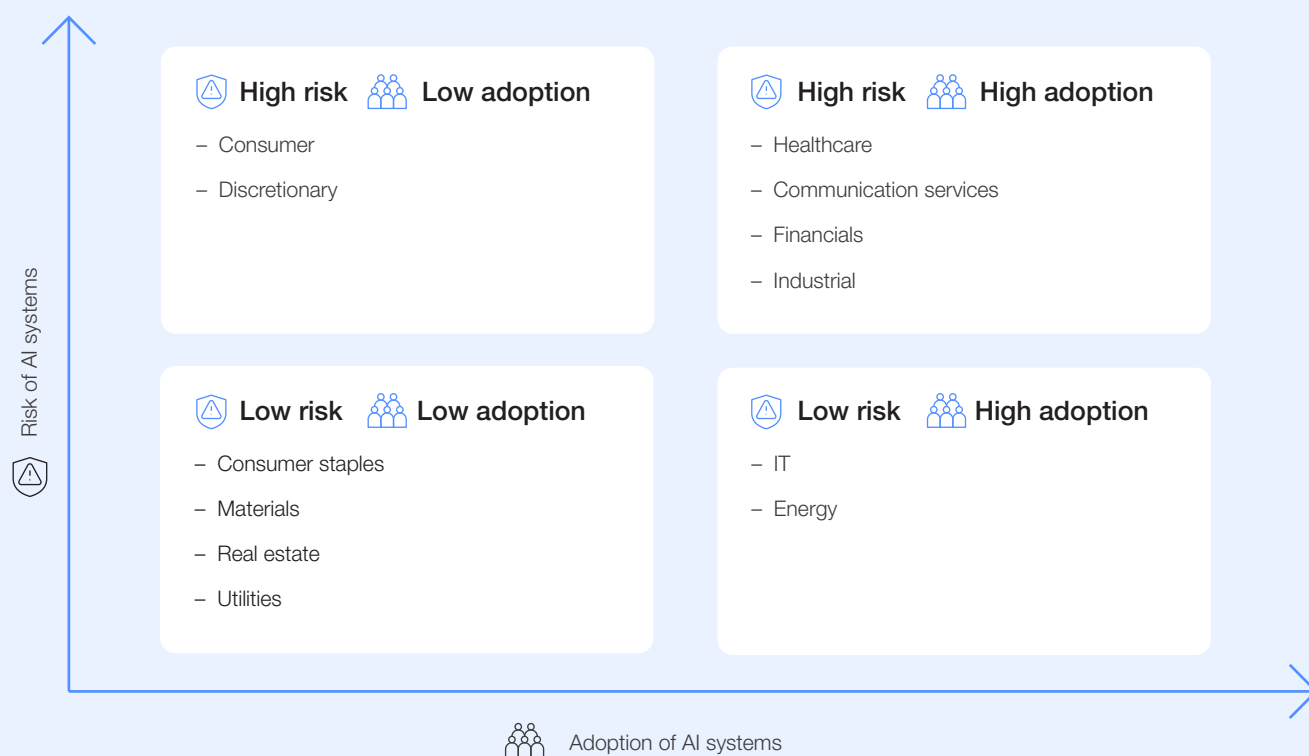 High risk Low adoption
– Consumer
– Discretionary
High risk High adoption
– Healthcare
– Communication services
– Financials
– Industrial
Risk of AI systems
Low risk Low adoption
– Consumer staples
– Materials
– Real estate
– Utilities
Low risk High adoption
– IT
– Energy
Adoption of AI systems